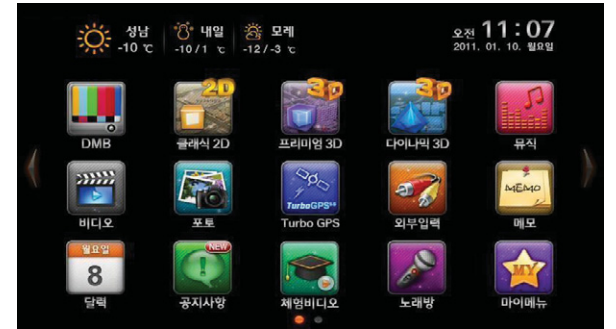 성남
-10 ℃
내일
-10/1 ℃
모레
-12/-3 ℃
오전 11:07
2011. 01. 10. 월요일
2D
3D
3D
DMB
클래식 2D
프리미엄 3D
다이나믹 3D
뮤직
TurboGPS
MEMO
비디오
포토
Turbo GPS
외부입력
메모
월요일
8
NEW
MY
달력
공지사항
체험비디오
노래방
마이메뉴